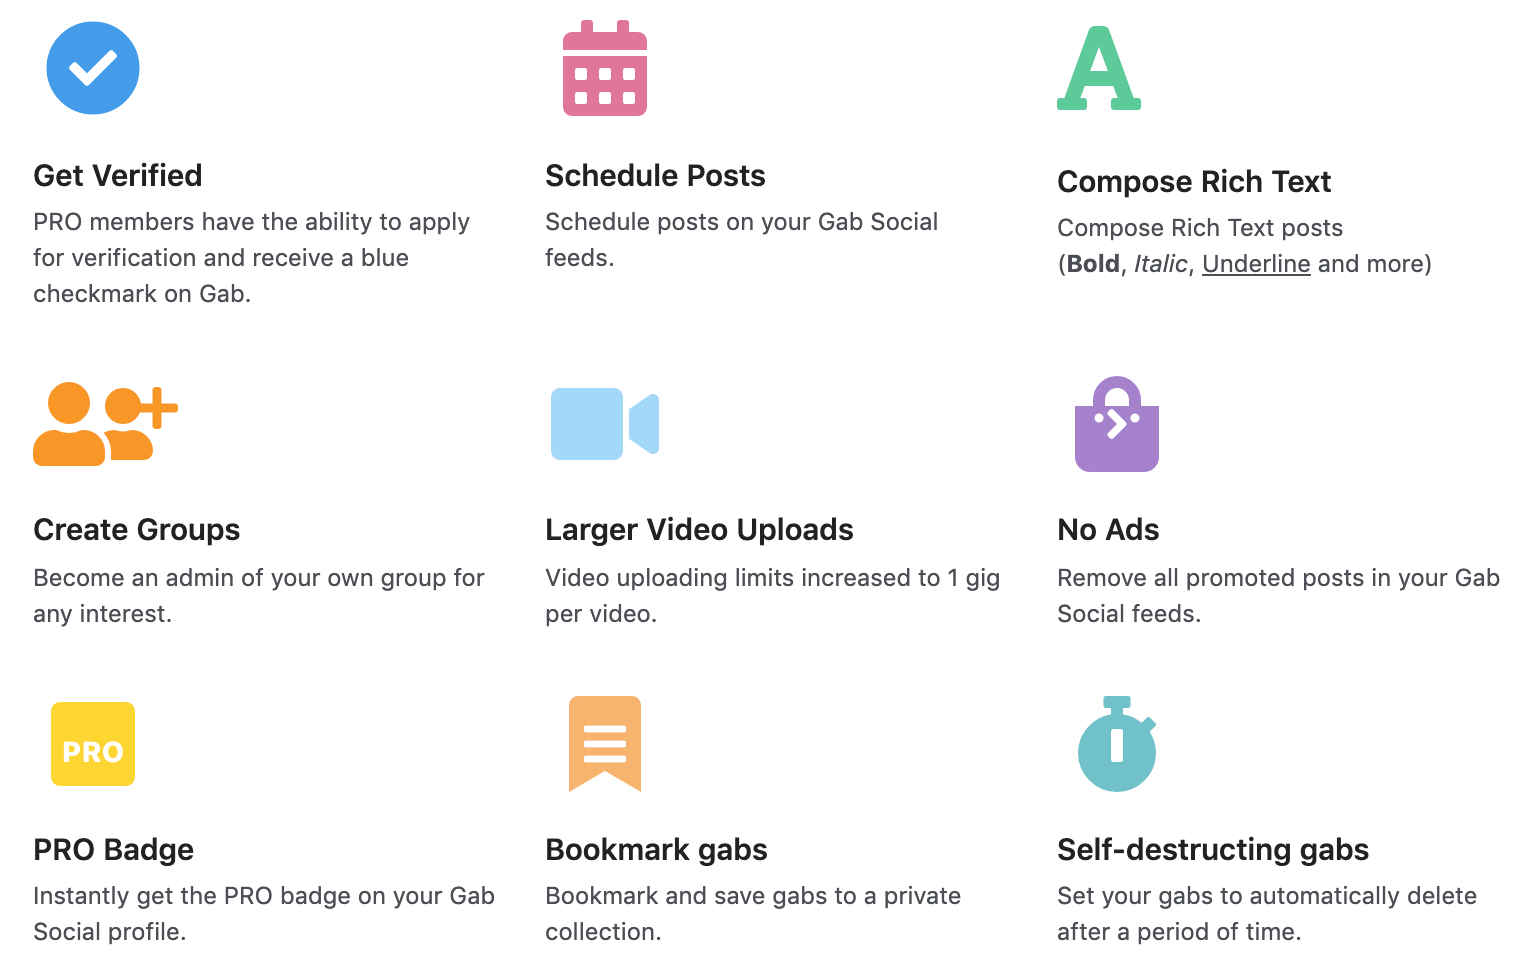 Get Verified
PRO members have the ability to apply
for verification and receive a blue
checkmark on Gab.
Schedule Posts
Schedule posts on your Gab Social
feeds.
Compose Rich Text
Compose Rich Text posts
(Bold, Italic, Underline and more)
Create Groups
Become an admin of your own group for
any interest.
Larger Video Uploads
Video uploading limits increased to 1 gig
per video.
No Ads
Remove all promoted posts in your Gab
Social feeds.
PRO
PRO Badge
Instantly get the PRO badge on your Gab
Social profile.
Bookmark gabs
Bookmark and save gabs to a private
collection.
Self-destructing gabs
Set your gabs to automatically delete
after a period of time.